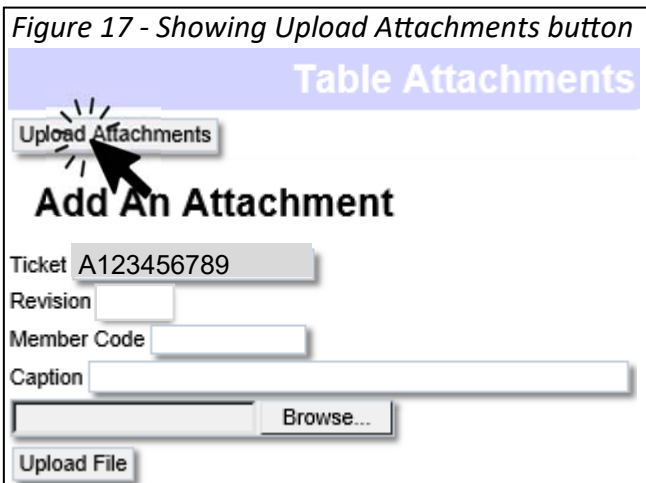 Figure 17 - Showing Upload Attachments button
Table Attachments
Upload Attachments
Add An Attachment
Ticket A123456789
Revision
Member Code
Caption
Browse...
Upload File